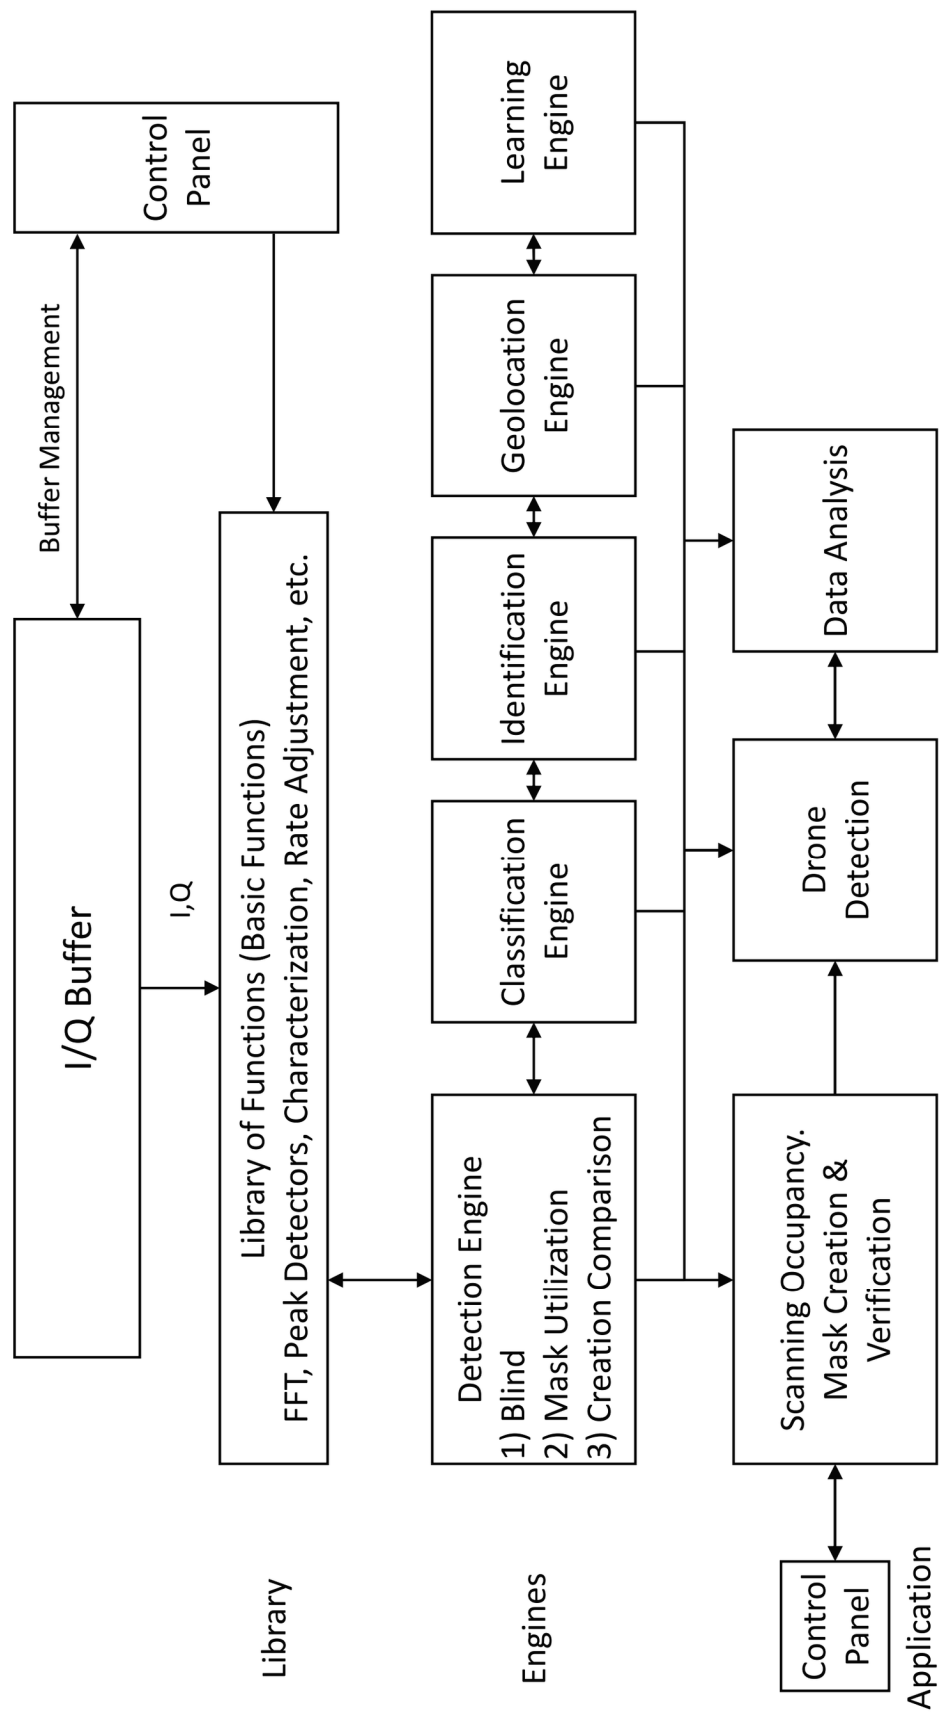 I/Q Buffer
Buffer Management
Control
Panel
I,Q
Library
Library of Functions (Basic Functions)
FFT, Peak Detectors, Characterization, Rate Adjustment, etc.
Engines
Detection Engine
1) Blind
2) Mask Utilization
3) Creation Comparison
Classification
Engine
Identification
Engine
Geolocation
Engine
Learning
Engine
Control
Panel
Application
Scanning Occupancy.
Mask Creation &
Verification
Drone
Detection
Data Analysis